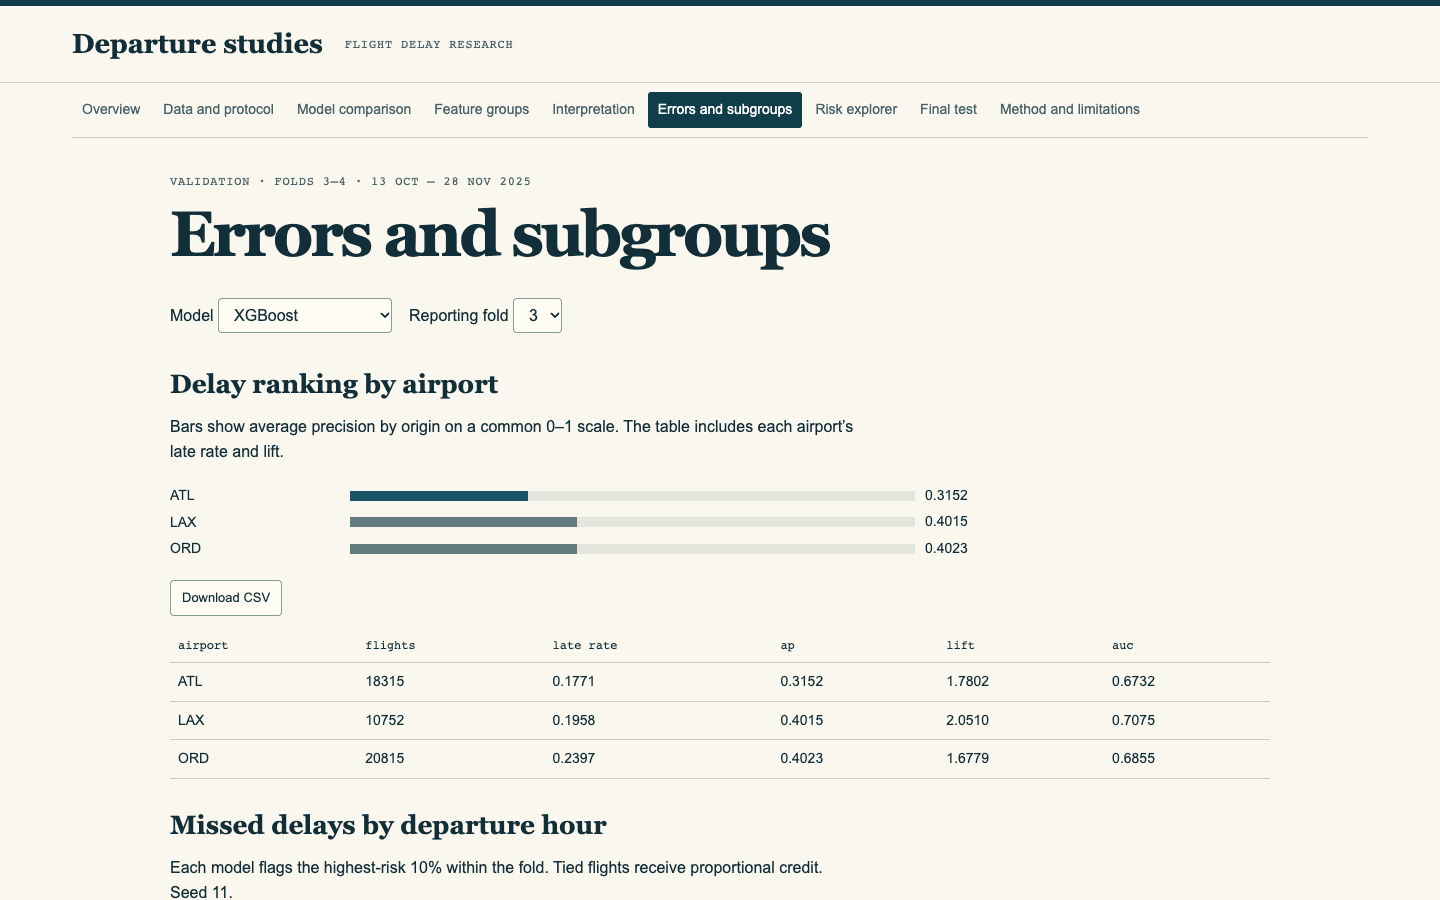 Departure studies FLIGHT DELAY RESEARCH
Overview Data and protocol Model comparison Feature groups Interpretation Errors and subgroups Risk explorer Final test Method and limitations
VALIDATION · FOLDS 3–4 · 13 OCT – 28 NOV 2025
Errors and subgroups
Model XGBoost Reporting fold 3
Delay ranking by airport
Bars show average precision by origin on a common 0–1 scale. The table includes each airport’s
late rate and lift.
ATL 0.3152
LAX 0.4015
ORD 0.4023
Download CSV
airport flights late rate ap lift auc
ATL 18315 0.1771 0.3152 1.7802 0.6732
LAX 10752 0.1958 0.4015 2.0510 0.7075
ORD 20815 0.2397 0.4023 1.6779 0.6855
Missed delays by departure hour
Each model flags the highest-risk 10% within the fold. Tied flights receive proportional credit.
Seed 11.